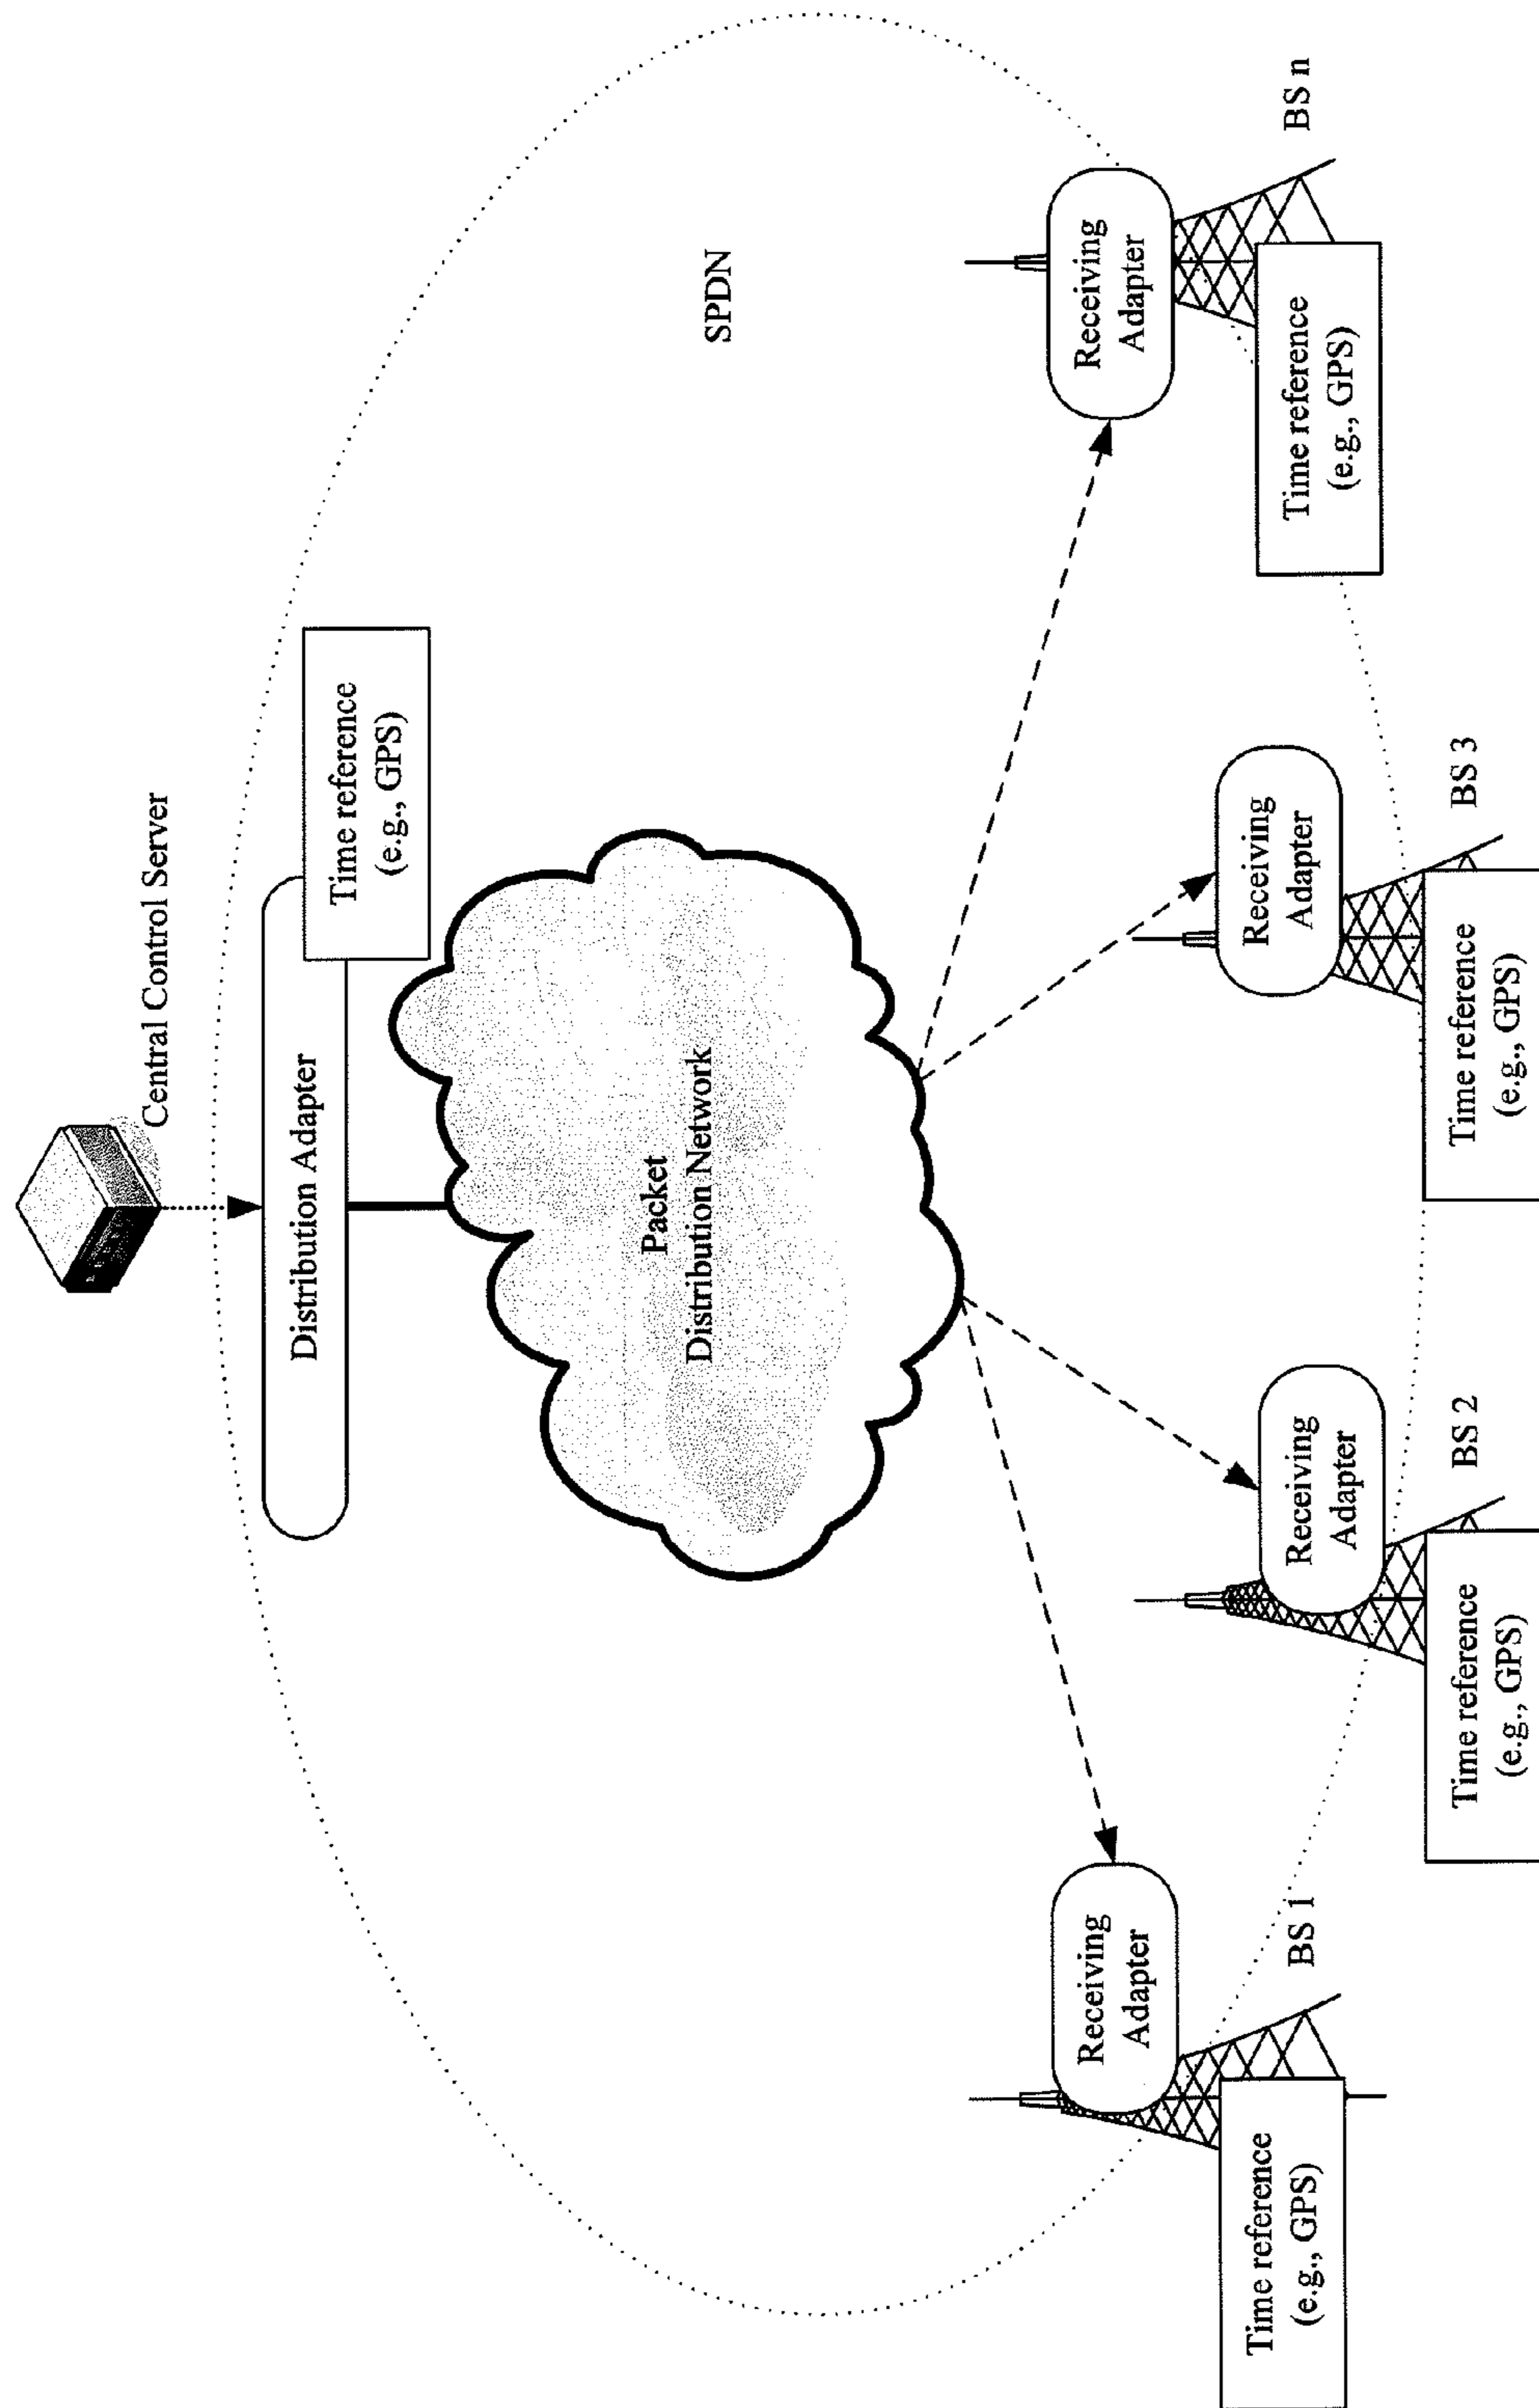 Central Control Server
Distribution Adapter
Time reference
(e.g., GPS)
Packet
Distribution Network
SPDN
Receiving
Adapter
BS 1
Time reference
(e.g., GPS)
Receiving
Adapter
BS 2
Time reference
(e.g., GPS)
Receiving
Adapter
BS 3
Time reference
(e.g., GPS)
Receiving
Adapter
BS n
Time reference
(e.g., GPS)